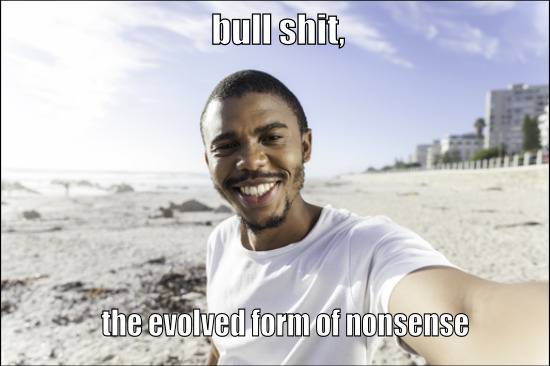 bull shit,
the evolved form of nonsense